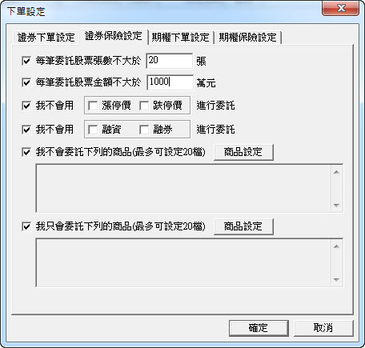 下單設定
證券下單設定 證券保險設定 期權下單設定 期權保險設定
每筆委託股票張數不大於 20 張
每筆委託股票金額不大於 1000 萬元
我不會用 漲停價 跌停價 進行委託
我不會用 融資 融券 進行委託
我不會委託下列的商品(最多可設定20檔) 商品設定
我只會委託下列的商品(最多可設定20檔) 商品設定
確定 取消